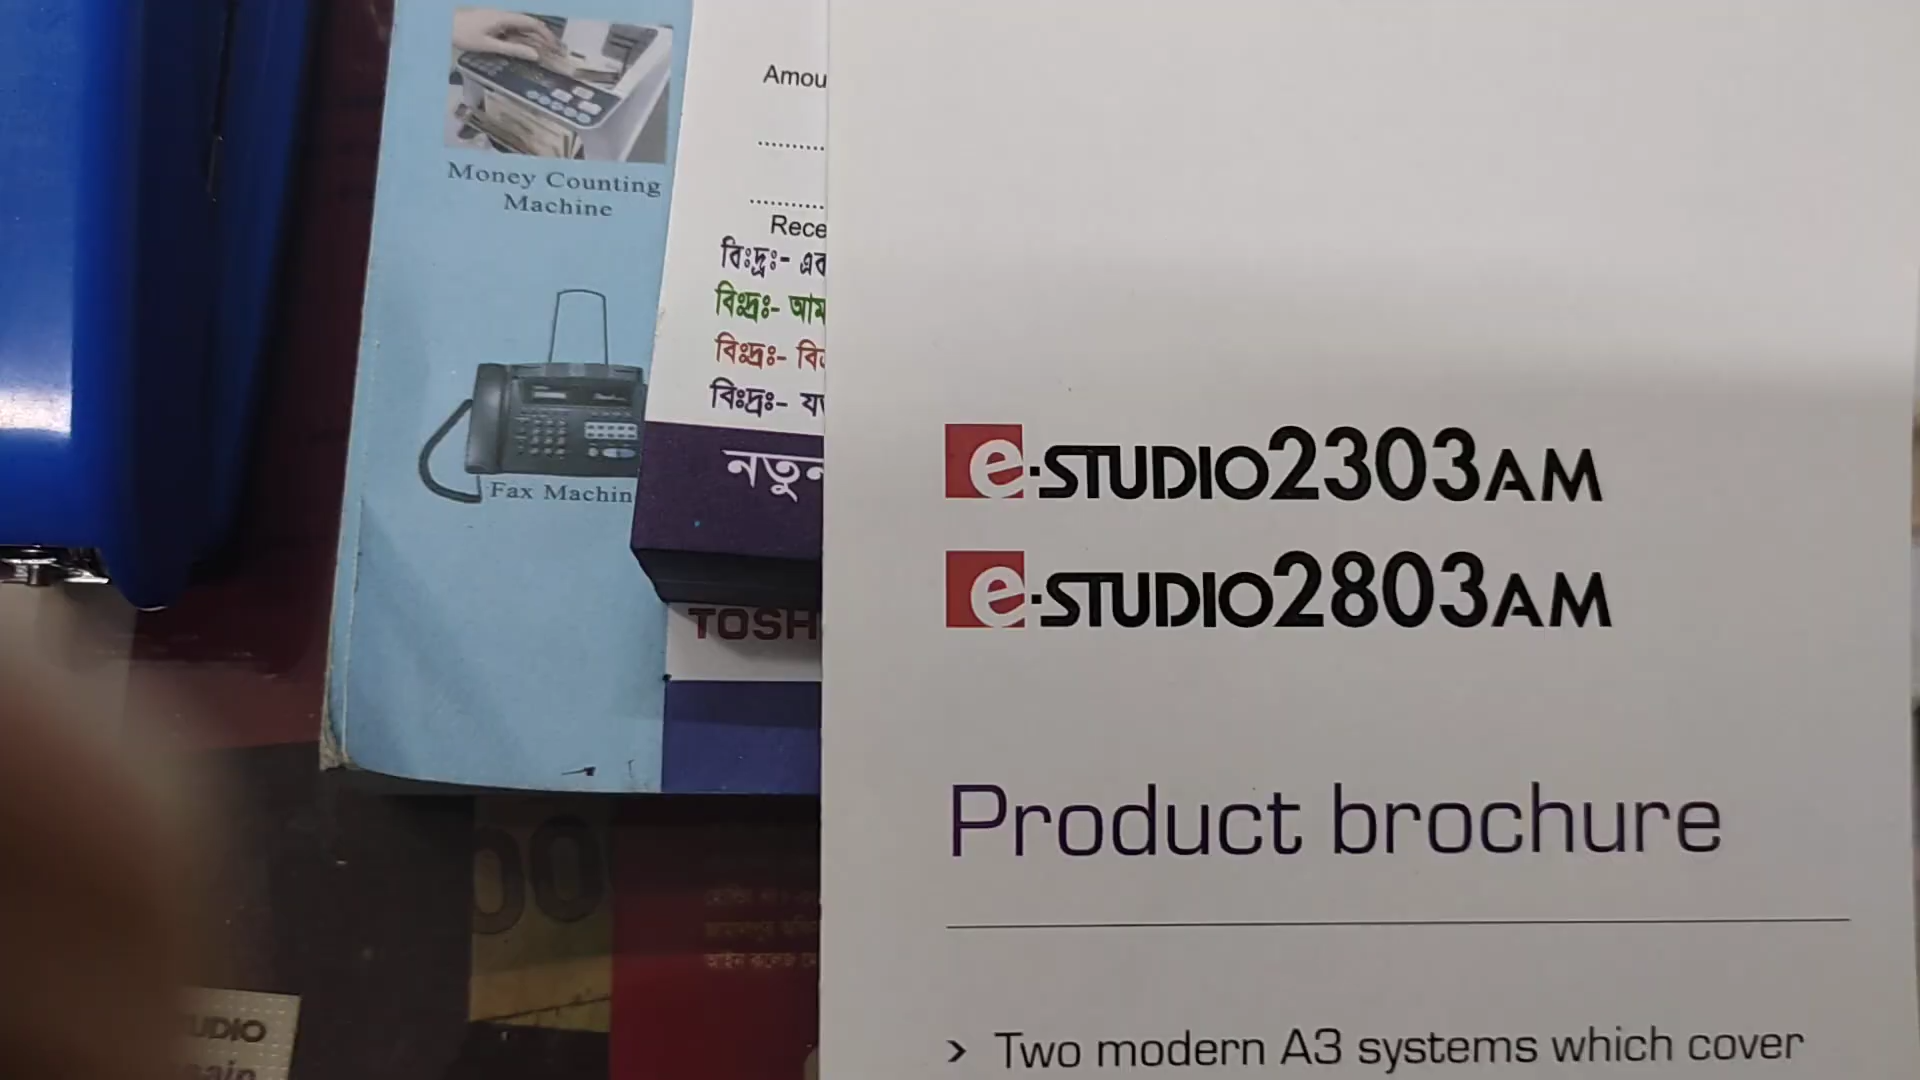 Money Counting
Machine
Fax Machin
Amou
Rece
বিঃদ্রঃ- এব
বিঃদ্রঃ- আম
বিঃদ্রঃ- বি
বিঃদ্রঃ- য
নতুন
TOSH
e-STUDIO2303AM
e-STUDIO2803AM
Product brochure
> Two modern A3 systems which cover
00
UDIO